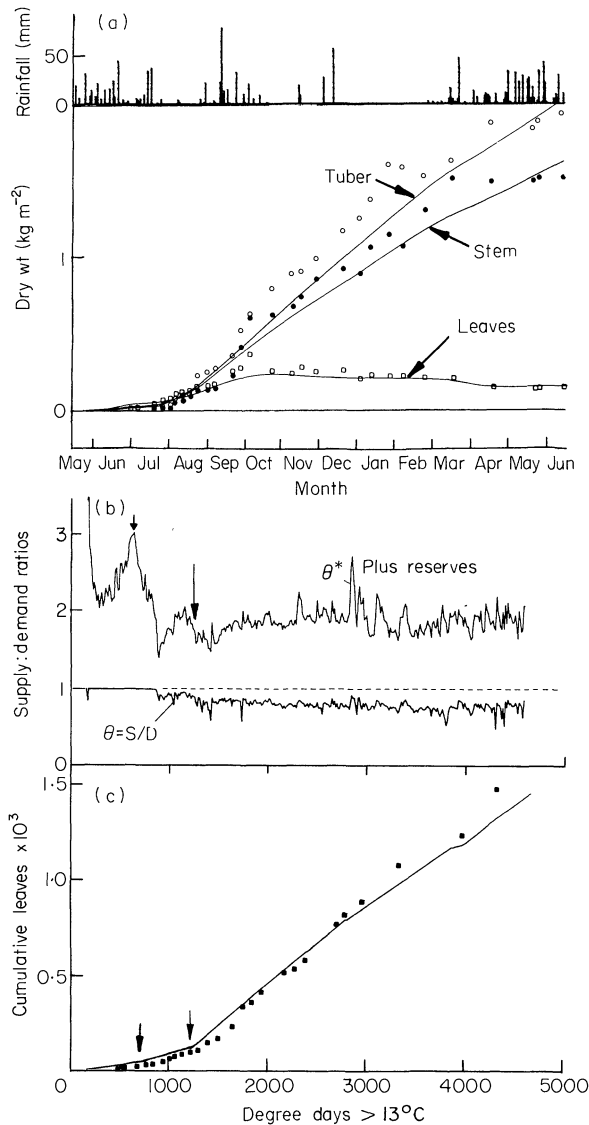 (a)
Rainfall (mm)
50
0
Tuber
Stem
Leaves
Dry wt (kg m⁻²)
1
0
May Jun Jul Aug Sep Oct Nov Dec Jan Feb Mar Apr May Jun
Month
(b)
3
2
1
0
Supply:demand ratios
θ* Plus reserves
θ=S/D
(c)
1·5
1·0
0·5
Cumulative leaves ×10³
0 1000 2000 3000 4000 5000
Degree days > 13°C